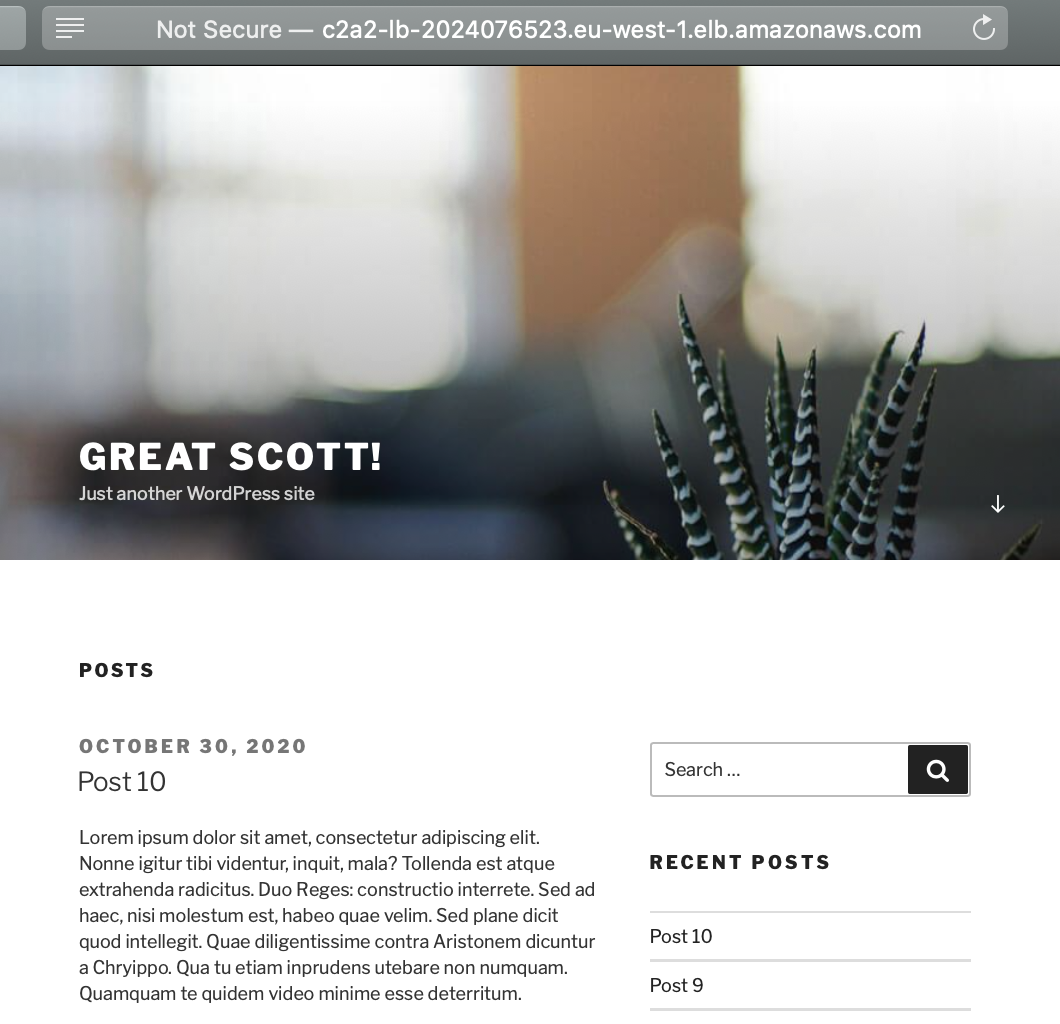 Not Secure — c2a2-lb-2024076523.eu-west-1.elb.amazonaws.com
GREAT SCOTT!
Just another WordPress site
POSTS
OCTOBER 30, 2020
Post 10
Lorem ipsum dolor sit amet, consectetur adipiscing elit.
Nonne igitur tibi videntur, inquit, mala? Tollenda est atque
extrahenda radicitus. Duo Reges: constructio interrete. Sed ad
haec, nisi molestum est, habeo quae velim. Sed plane dicit
quod intellegit. Quae diligentissime contra Aristonem dicuntur
a Chryippo. Qua tu etiam inprudens utebare non numquam.
Quamquam te quidem video minime esse deterritum.
Search …
RECENT POSTS
Post 10
Post 9